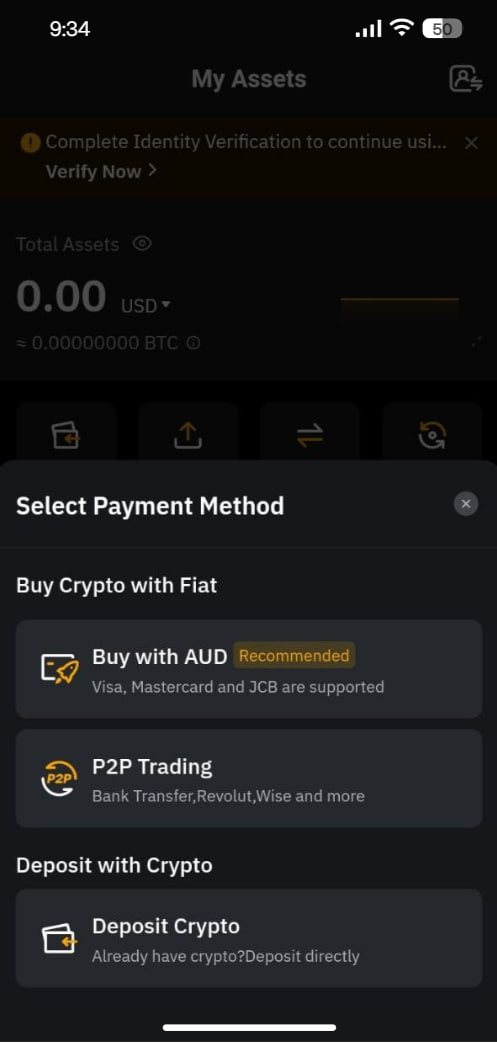 9:34
50
My Assets
Complete Identity Verification to continue usi...
Verify Now >
Total Assets
0.00 USD
≈ 0.00000000 BTC
Select Payment Method
Buy Crypto with Fiat
Buy with AUD Recommended
Visa, Mastercard and JCB are supported
P2P
P2P Trading
Bank Transfer,Revolut,Wise and more
Deposit with Crypto
Deposit Crypto
Already have crypto?Deposit directly